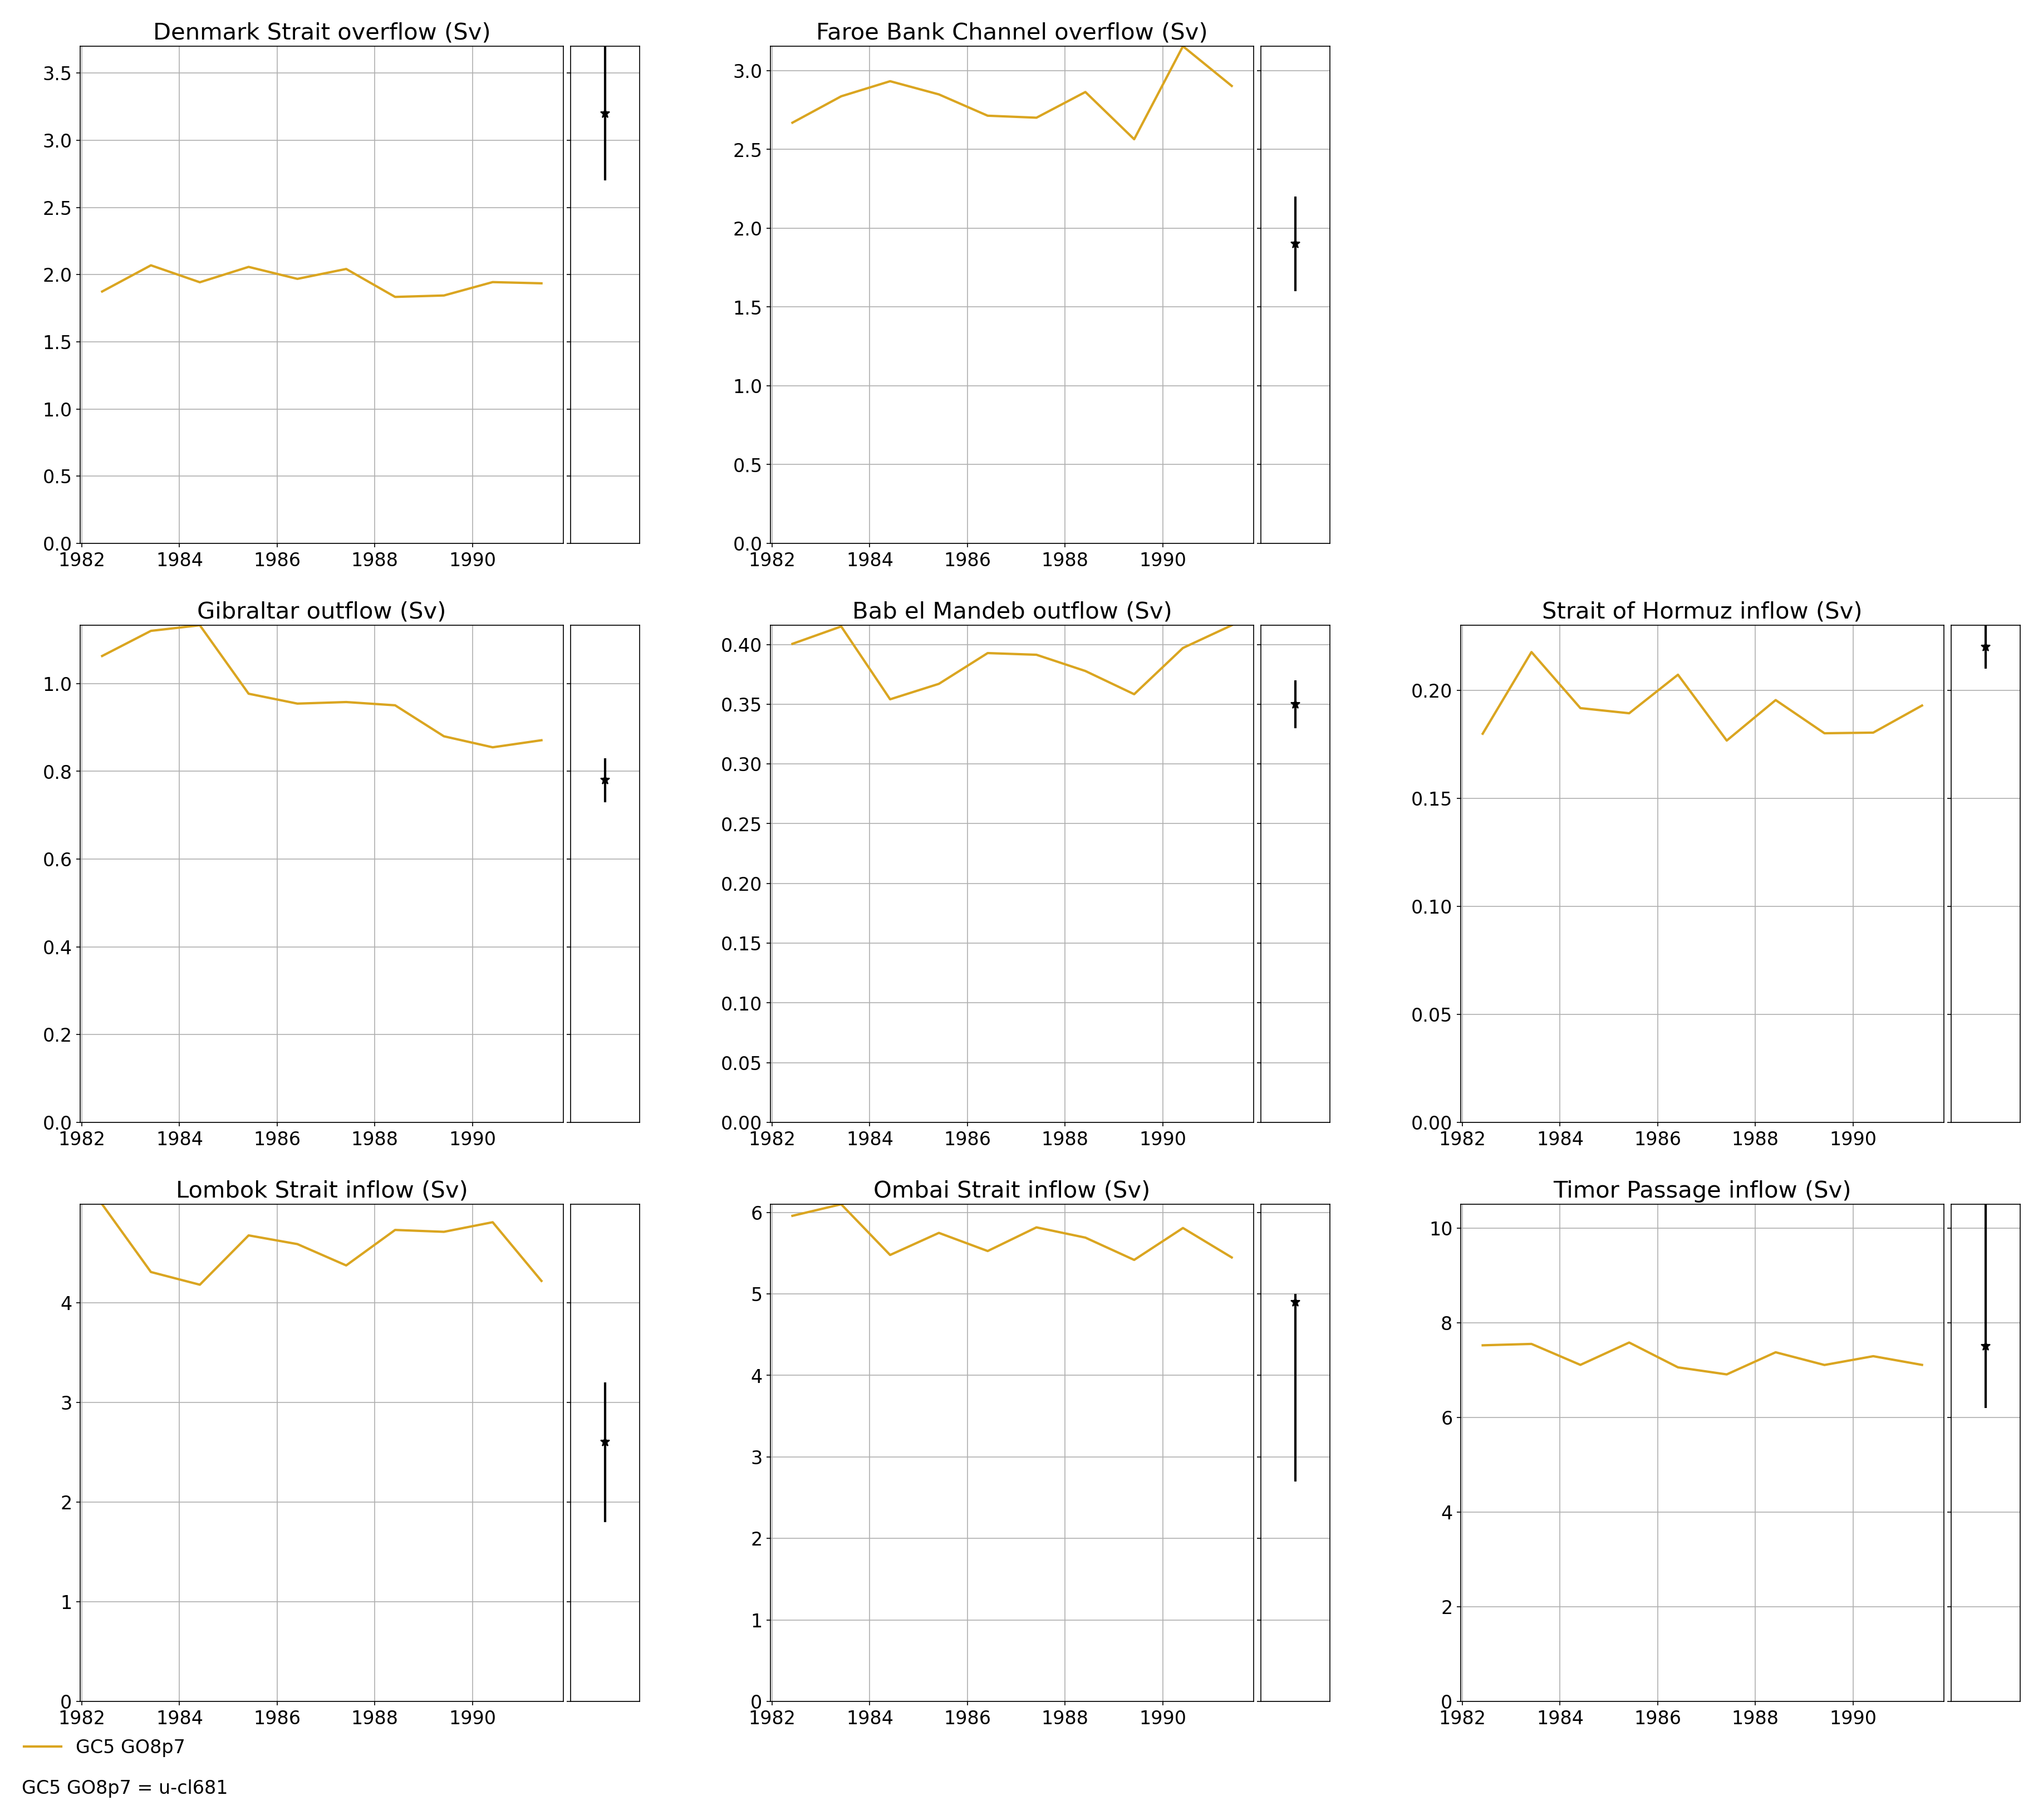 Denmark Strait overflow (Sv)
3.5
3.0
2.5
2.0
1.5
1.0
0.5
0.0
1982 1984 1986 1988 1990
Faroe Bank Channel overflow (Sv)
3.0
2.5
2.0
1.5
1.0
0.5
0.0
1982 1984 1986 1988 1990
Gibraltar outflow (Sv)
1.0
0.8
0.6
0.4
0.2
0.0
1982 1984 1986 1988 1990
Bab el Mandeb outflow (Sv)
0.40
0.35
0.30
0.25
0.20
0.15
0.10
0.05
0.00
1982 1984 1986 1988 1990
Strait of Hormuz inflow (Sv)
0.20
0.15
0.10
0.05
0.00
1982 1984 1986 1988 1990
Lombok Strait inflow (Sv)
4
3
2
1
0
1982 1984 1986 1988 1990
Ombai Strait inflow (Sv)
6
5
4
3
2
1
0
1982 1984 1986 1988 1990
Timor Passage inflow (Sv)
10
8
6
4
2
0
1982 1984 1986 1988 1990
GC5 GO8p7
GC5 GO8p7 = u-cl681